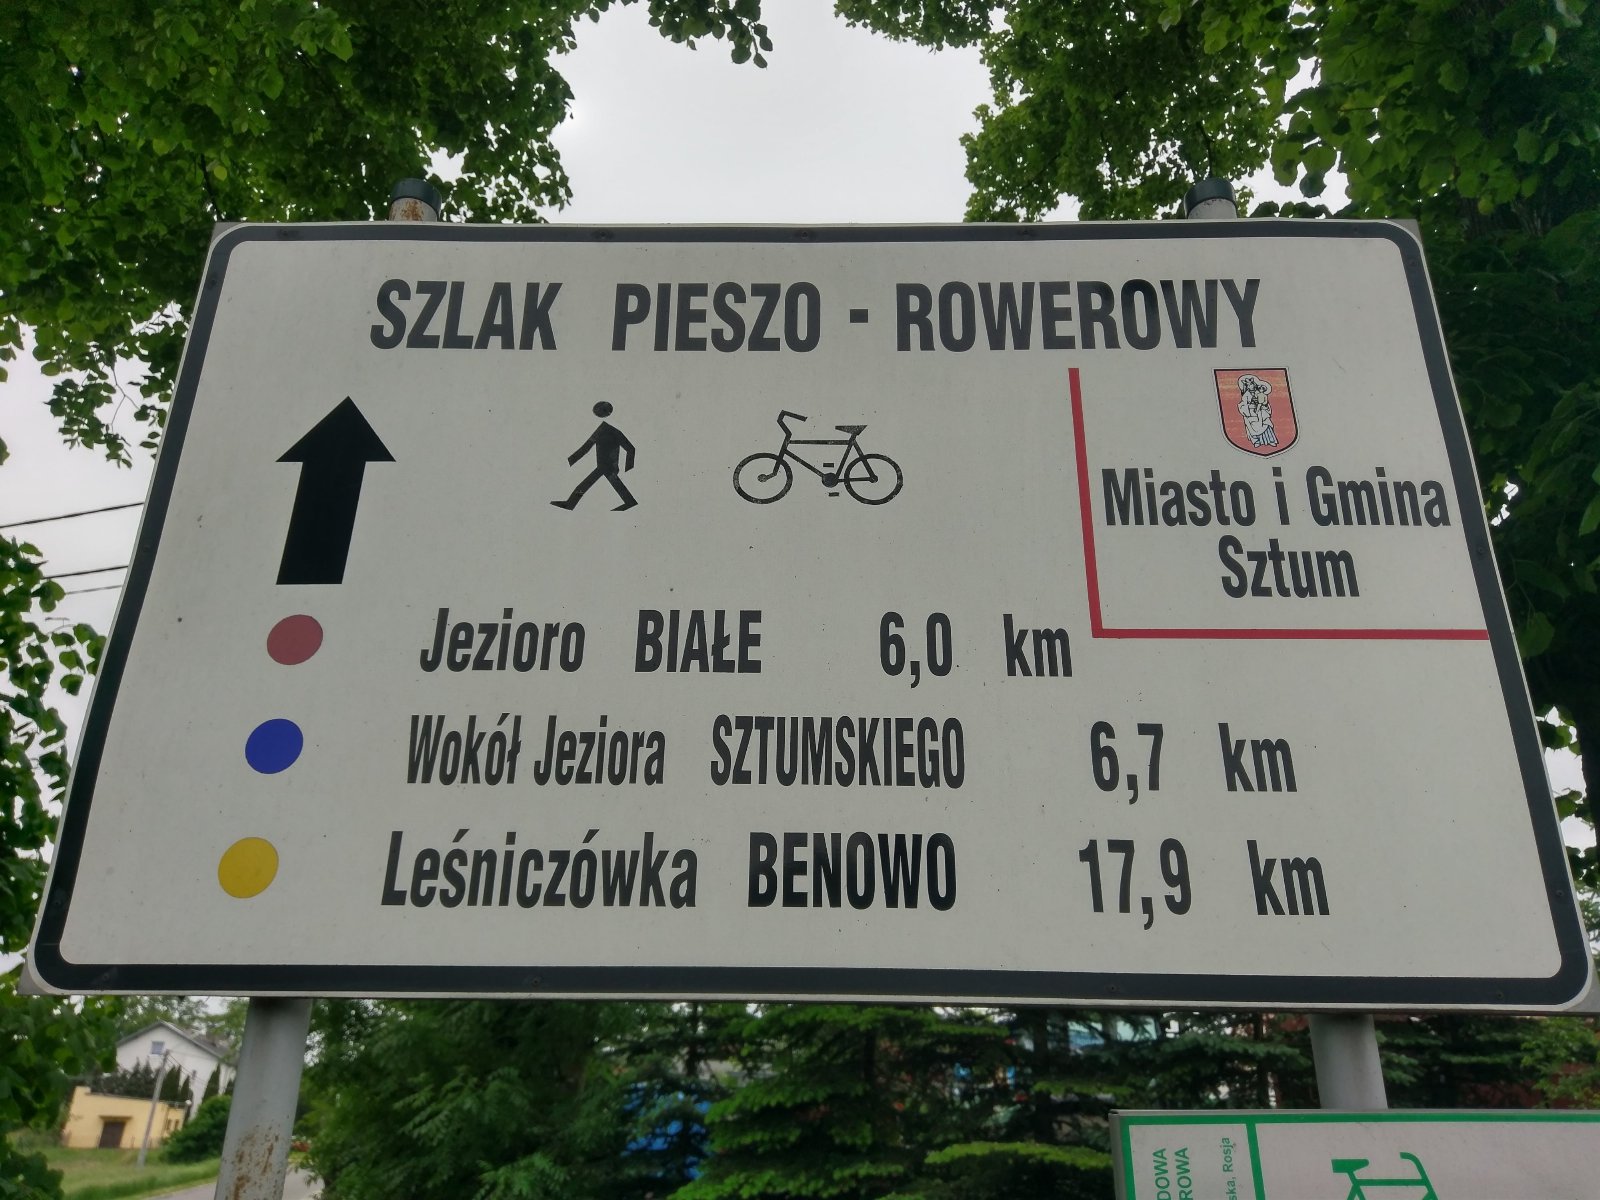 SZLAK PIESZO - ROWEROWY
Miasto i Gmina
Sztum
Jezioro BIAŁE 6,0 km
Wokół Jeziora SZTUMSKIEGO 6,7 km
Leśniczówka BENOWO 17,9 km
Rosja